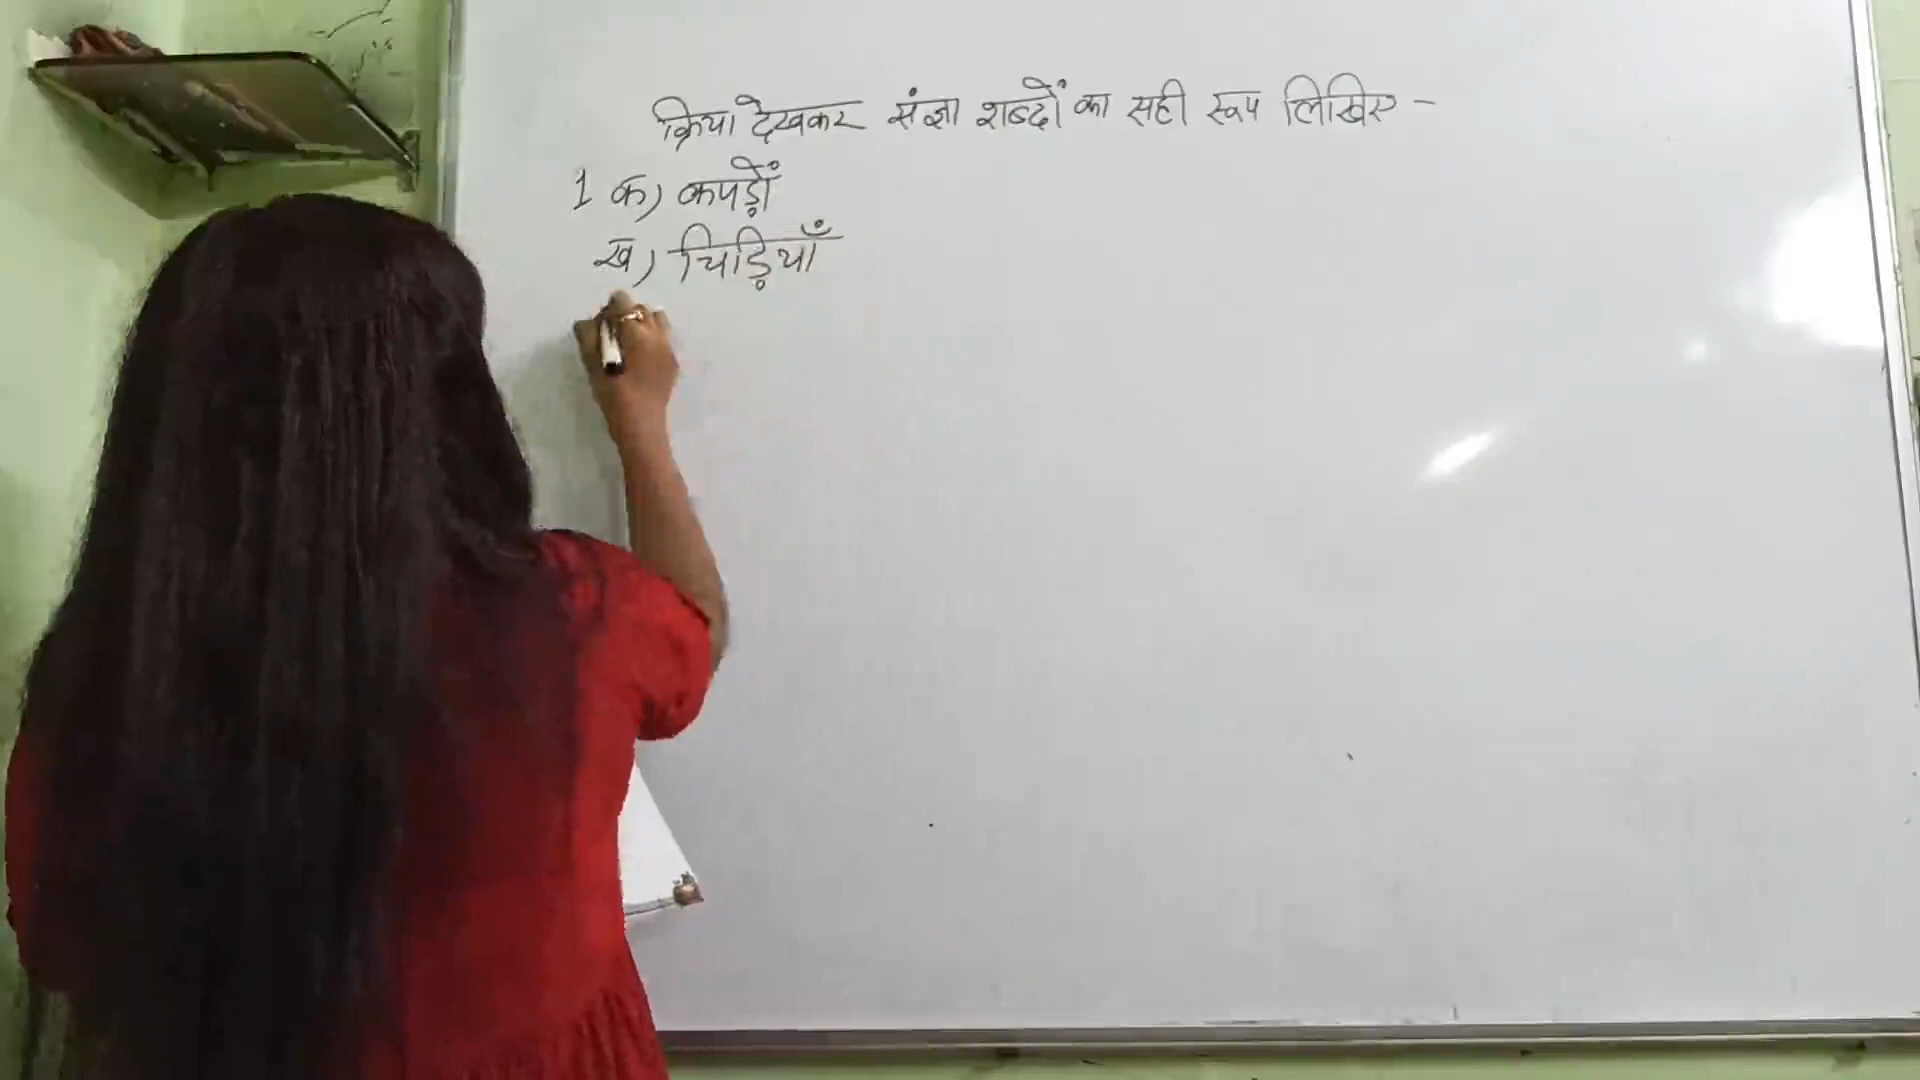 क्रिया देखकर संज्ञा शब्दों का सही रूप लिखिए -
1 क) कपड़ों
ख) चिड़ियाँ